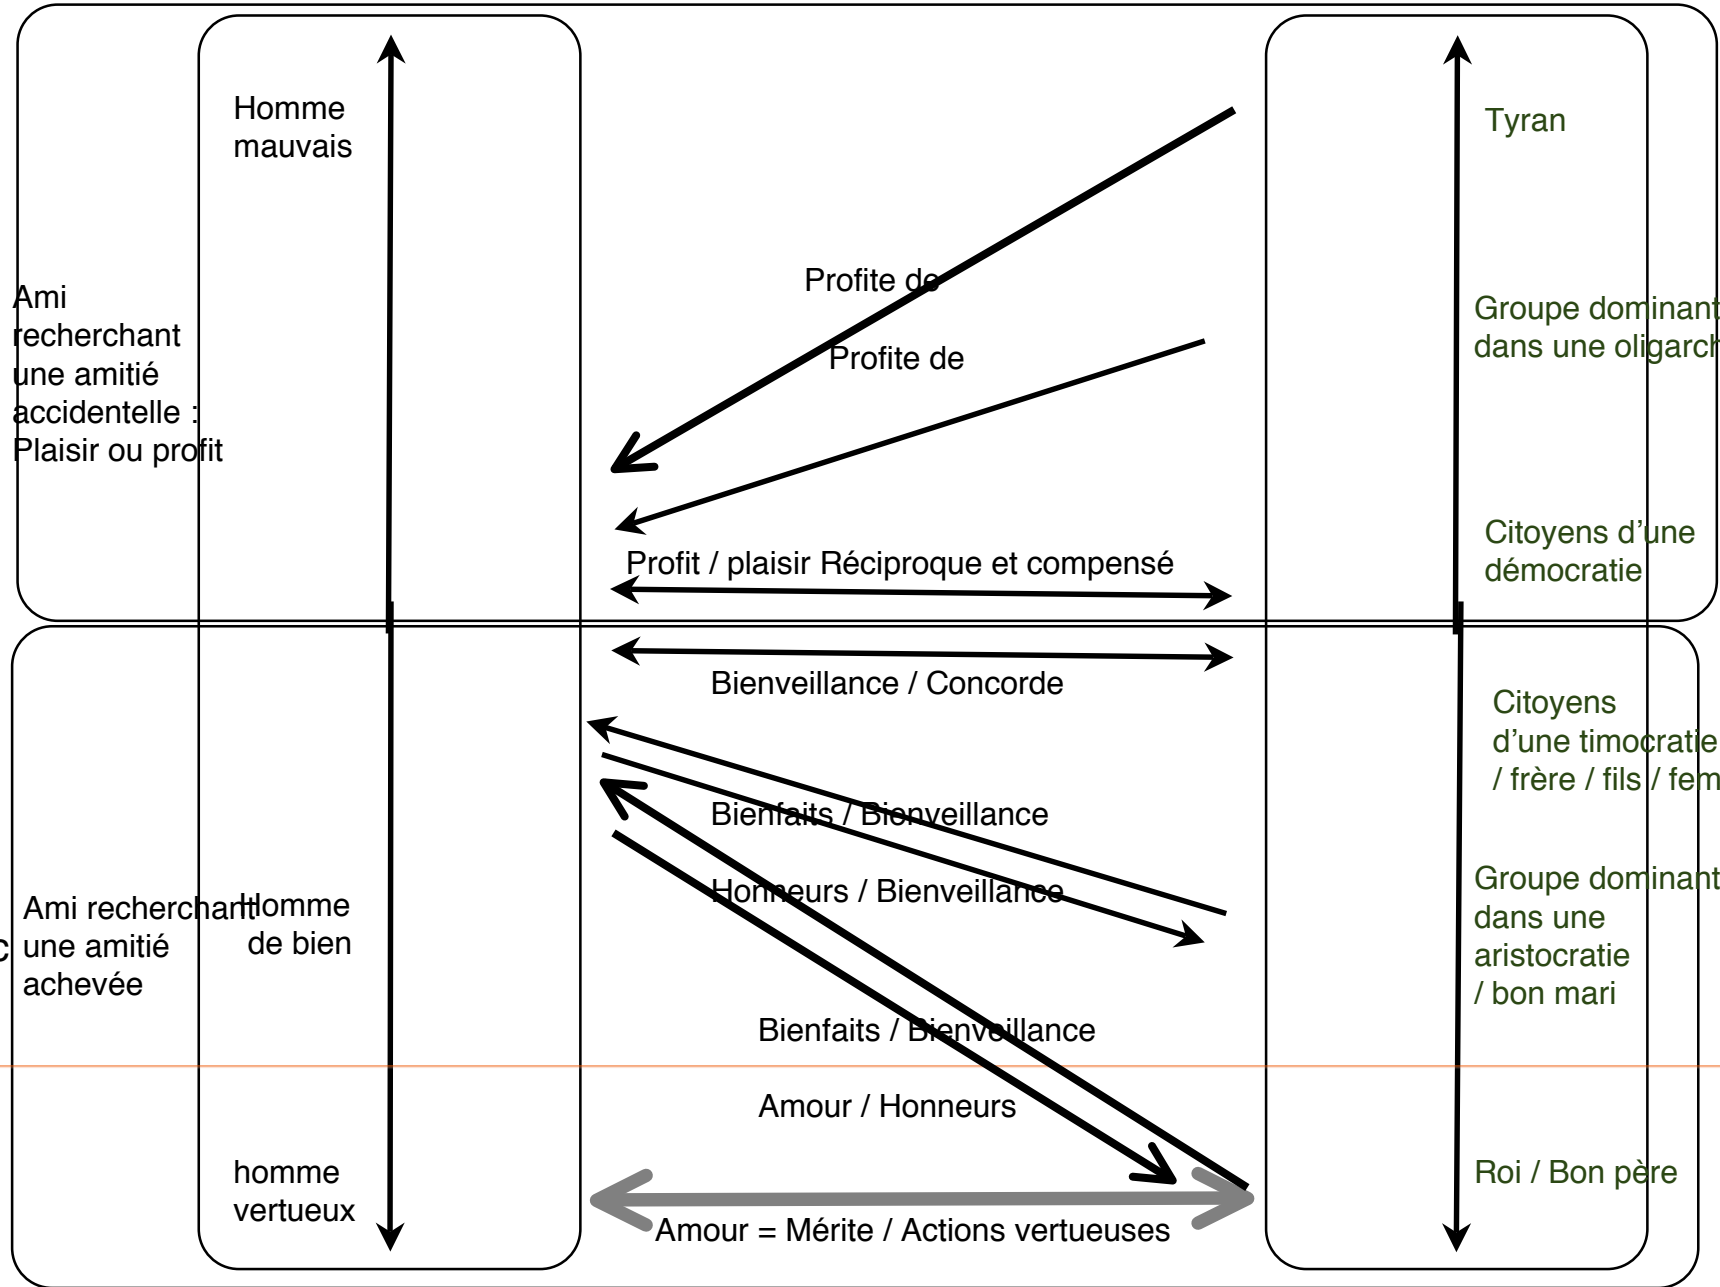 Homme
mauvais
Tyran
Profite de
Ami
recherchant
une amitié
accidentelle :
Plaisir ou profit
Groupe dominant
dans une oligarch
Profite de
Citoyens d'une
démocratie
Profit / plaisir Réciproque et compensé
Bienveillance / Concorde
Citoyens
d'une timocratie
/ frère / fils / fem
Bienfaits / Bienveillance
Honneurs / Bienveillance
Groupe dominant
dans une
aristocratie
/ bon mari
Ami recherchant
une amitié
achevée
Homme
de bien
c
Bienfaits / Bienveillance
Amour / Honneurs
homme
vertueux
Roi / Bon père
Amour = Mérite / Actions vertueuses